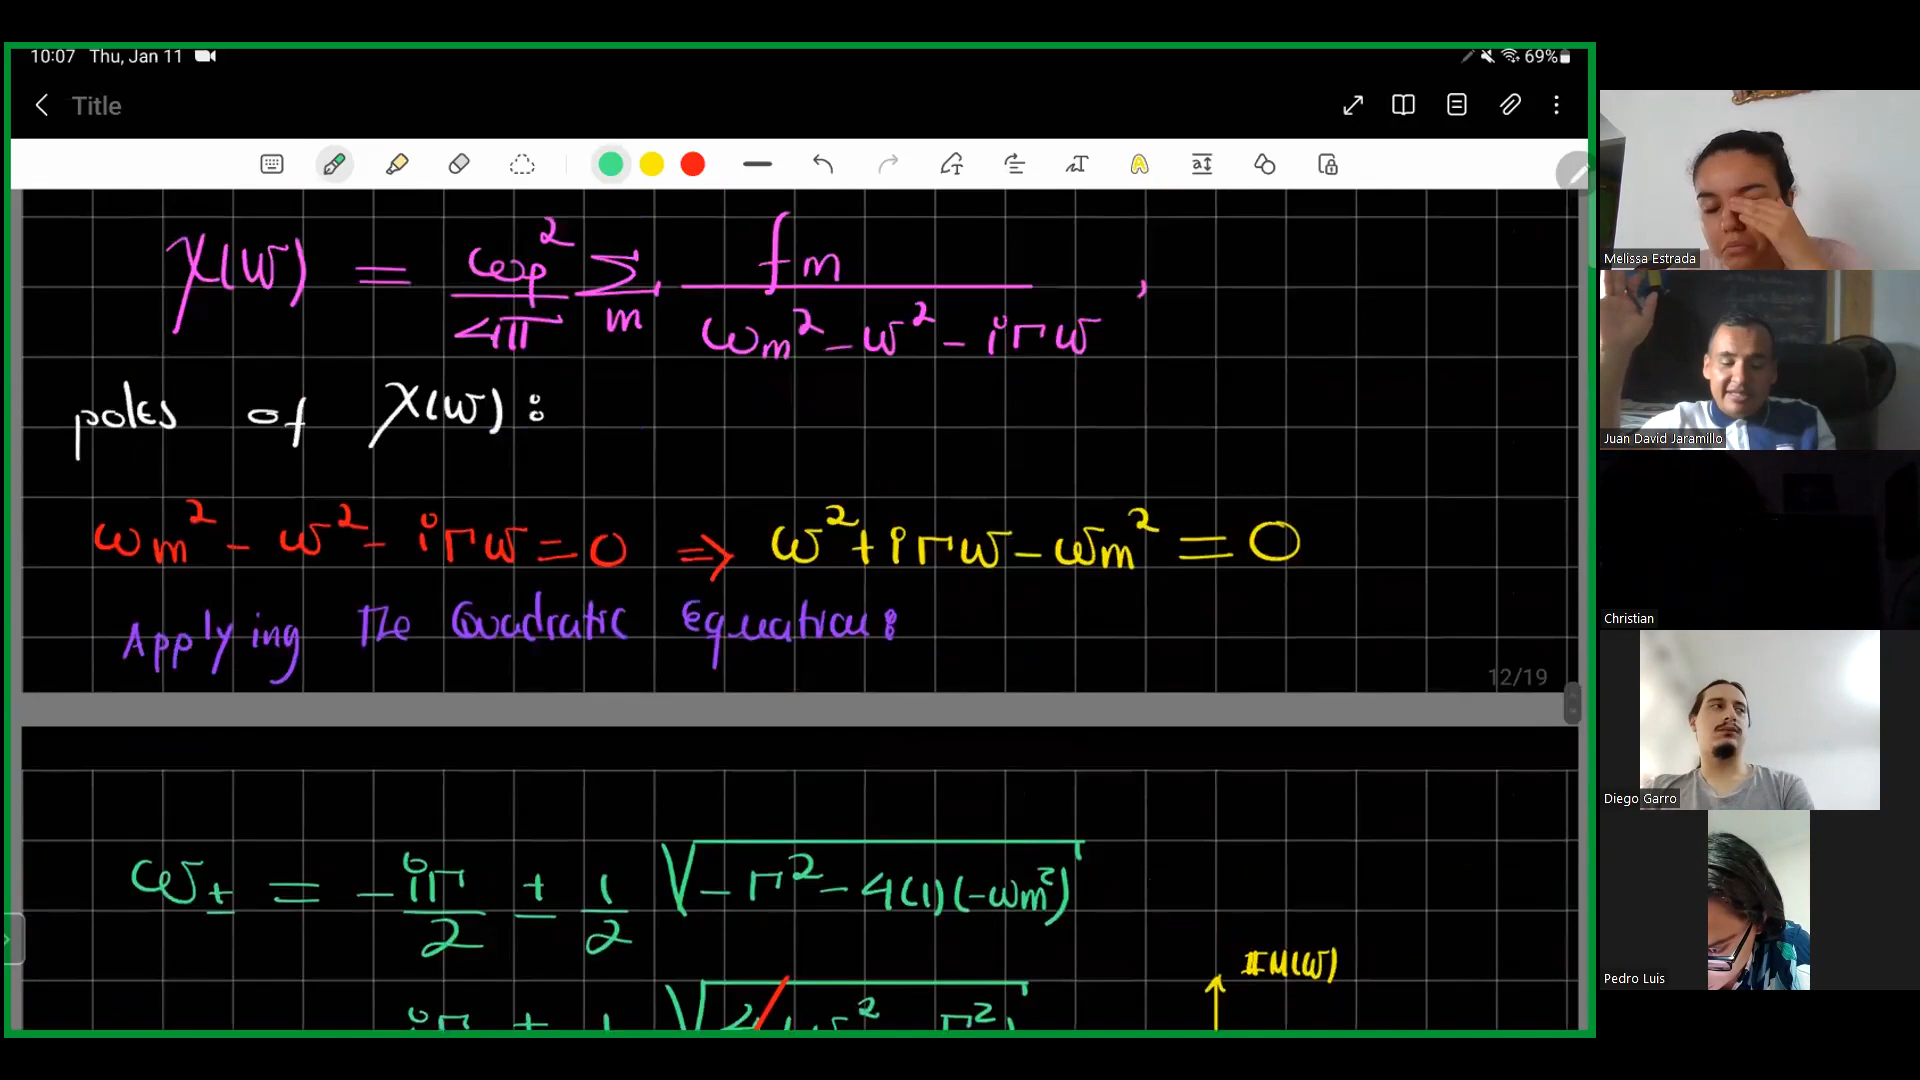 10:07 Thu, Jan 11 69%
Title
χ(ω) = ωp² / 4π Σm fm / ωm² - ω² - iΓω ,
poles of χ(ω) :
ωm² - ω² - iΓω = 0 ⇒ ω² + iΓω - ωm² = 0
Applying The Quadratic Equation:
12/19
ω± = - iΓ/2 ± 1/2 √(-Γ² - 4(1)(-ωm²))
IM(ω)
Melissa Estrada
Juan David Jaramillo
Christian
Diego Garro
Pedro Luis